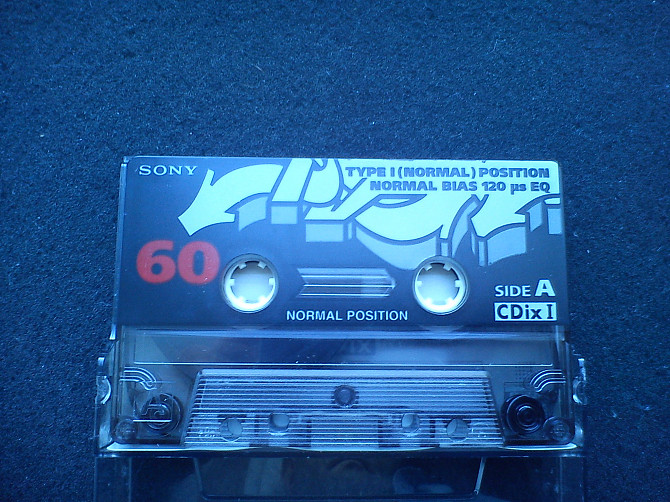 SONY
TYPE I (NORMAL) POSITION
NORMAL BIAS 120 µs EQ
60
SIDE A
NORMAL POSITION
CDix I